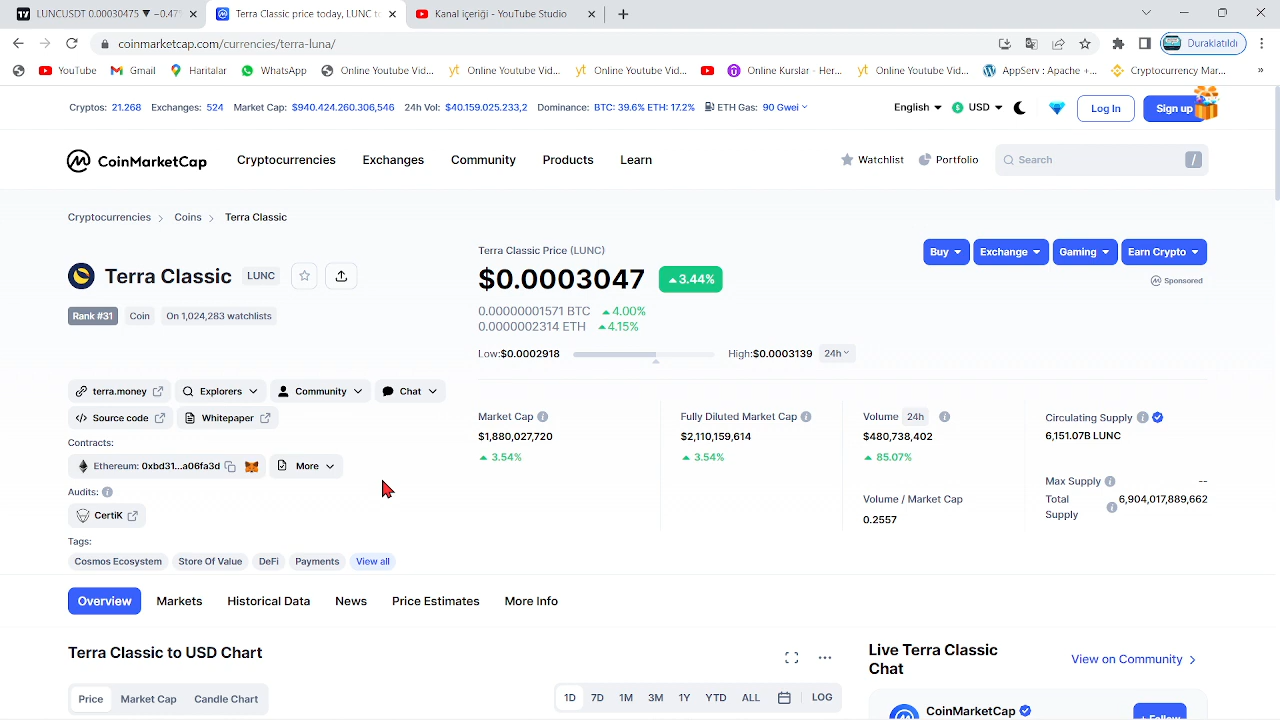 LUNCUSDT 0.0003475 ▼ −0.47
Terra Classic price today, LUNC to
Kanal içeriği - YouTube Studio
coinmarketcap.com/currencies/terra-luna/
Duraklatıldı
YouTube Gmail Haritalar WhatsApp Online Youtube Vid... Online Youtube Vid... Online Youtube Vid... Online Kurslar - Her... Online Youtube Vid... AppServ : Apache +... Cryptocurrency Mar... »
Cryptos: 21.268 Exchanges: 524 Market Cap: $940.424.260.306,546 24h Vol: $40.159.025.233,2 Dominance: BTC: 39.6% ETH: 17.2% ETH Gas: 90 Gwei
English USD Log In Sign up
CoinMarketCap Cryptocurrencies Exchanges Community Products Learn Watchlist Portfolio Search /
Cryptocurrencies > Coins > Terra Classic
Terra Classic Price (LUNC)
Buy Exchange Gaming Earn Crypto
Terra Classic LUNC
$0.0003047 3.44%
Sponsored
Rank #31 Coin On 1,024,283 watchlists
0.00000001571 BTC 4.00%
0.0000002314 ETH 4.15%
Low:$0.0002918 High:$0.0003139 24h
terra.money Explorers Community Chat
Source code Whitepaper
Contracts:
Ethereum: 0xbd31...a06fa3d More
Audits:
CertiK
Tags:
Cosmos Ecosystem Store Of Value DeFi Payments View all
Market Cap
$1,880,027,720
3.54%
Fully Diluted Market Cap
$2,110,159,614
3.54%
Volume 24h
$480,738,402
85.07%
Volume / Market Cap
0.2557
Circulating Supply
6,151.07B LUNC
Max Supply --
Total Supply 6,904,017,889,662
Overview Markets Historical Data News Price Estimates More Info
Terra Classic to USD Chart
Price Market Cap Candle Chart
1D 7D 1M 3M 1Y YTD ALL LOG
Live Terra Classic
Chat
View on Community >
CoinMarketCap
+ Follow